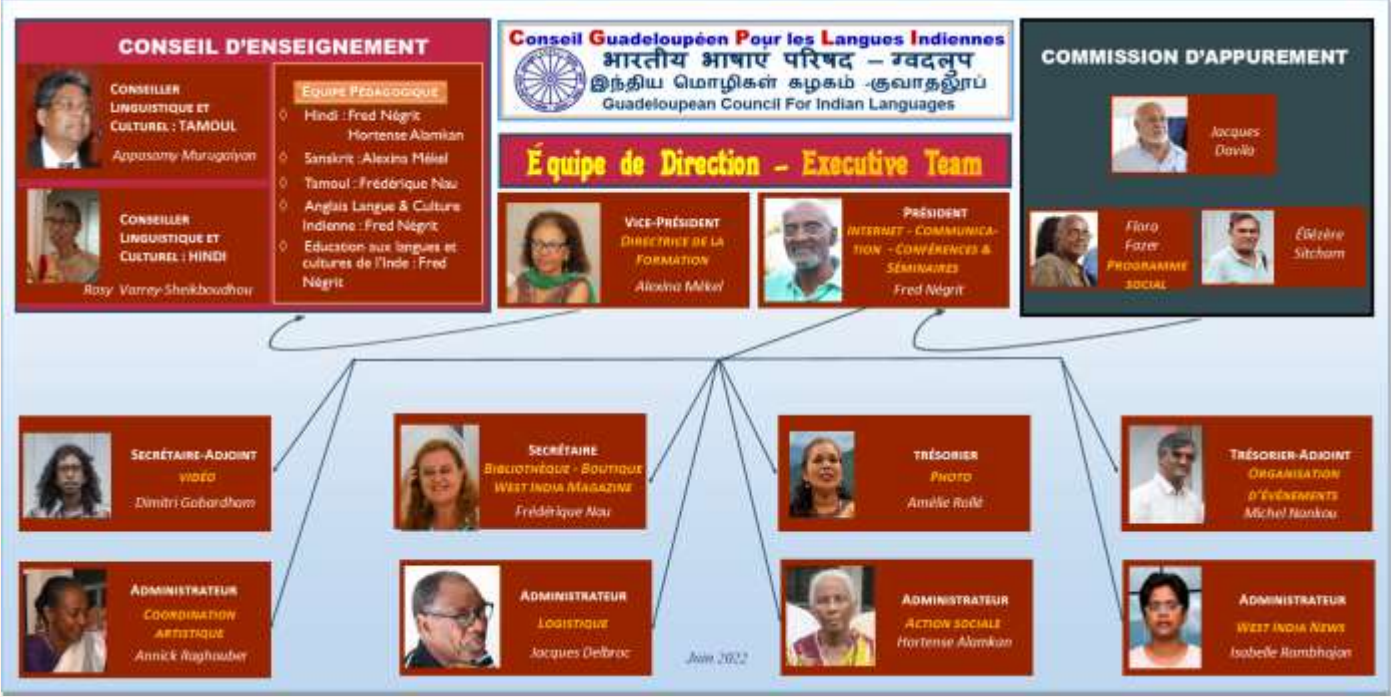 CONSEIL D'ENSEIGNEMENT
CONSEILLER
LINGUISTIQUE ET
CULTUREL : TAMOUL
Appasamy Murugaiyan
CONSEILLER
LINGUISTIQUE ET
CULTUREL : HINDI
Rosy Varrey-Sheikboudhou
EQUIPE PÉDAGOGIQUE
◊ Hindi : Fred Négrit
Hortense Alamkan
◊ Sanskrit : Alexina Mékel
◊ Tamoul : Frédérique Nau
◊ Anglais Langue & Culture
Indienne : Fred Négrit
◊ Education aux langues et
cultures de l'Inde : Fred
Négrit
Conseil Guadeloupéen Pour les Langues Indiennes
भारतीय भाषाएं परिषद – ग्वदलुप
இந்திய மொழிகள் கழகம் -குவாதலூரூப்
Guadeloupean Council For Indian Languages
Équipe de Direction – Executive Team
VICE-PRÉSIDENT
DIRECTRICE DE LA
FORMATION
Alexina Mékel
PRÉSIDENT
INTERNET - COMMUNICA-
TION - CONFÉRENCES &
SÉMINAIRES
Fred Négrit
COMMISSION D'APPUREMENT
Jacques
Davila
Flora
Fazer
PROGRAMME
SOCIAL
Éliézère
Sitcharn
SECRÉTAIRE-ADJOINT
VIDÉO
Dimitri Gobardham
SECRÉTAIRE
BIBLIOTHÈQUE - BOUTIQUE
WEST INDIA MAGAZINE
Frédérique Nau
TRÉSORIER
PHOTO
Amélie Rollé
TRÉSORIER-ADJOINT
ORGANISATION
D'ÉVÉNEMENTS
Michel Nankou
ADMINISTRATEUR
COORDINATION
ARTISTIQUE
Annick Raghouber
ADMINISTRATEUR
LOGISTIQUE
Jacques Delbroc
Juin 2022
ADMINISTRATEUR
ACTION SOCIALE
Hortense Alamkan
ADMINISTRATEUR
WEST INDIA NEWS
Isabelle Rambhojan